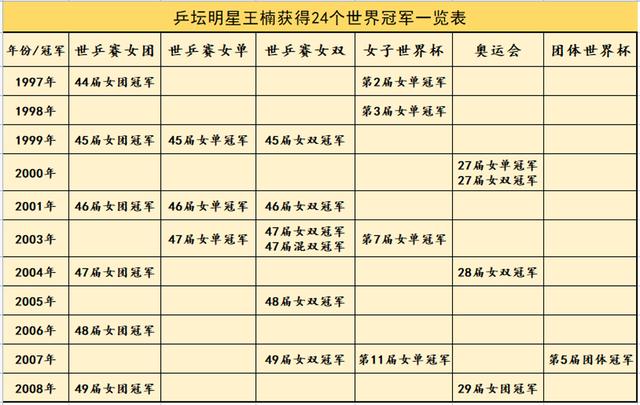 乒坛明星王楠获得24个世界冠军一览表
年份/冠军 世乒赛女团 世乒赛女单 世乒赛女双 女子世界杯 奥运会 团体世界杯
1997年 44届女团冠军 第2届女单冠军
1998年 第3届女单冠军
1999年 45届女团冠军 45届女单冠军 45届女双冠军
2000年 27届女单冠军
27届女双冠军
2001年 46届女团冠军 46届女单冠军 46届女双冠军
2003年 47届女单冠军 47届女双冠军 第7届女单冠军
47届混双冠军
2004年 47届女团冠军 28届女双冠军
2005年 48届女双冠军
2006年 48届女团冠军
2007年 49届女双冠军 第11届女单冠军 第5届团体冠军
2008年 49届女团冠军 29届女团冠军